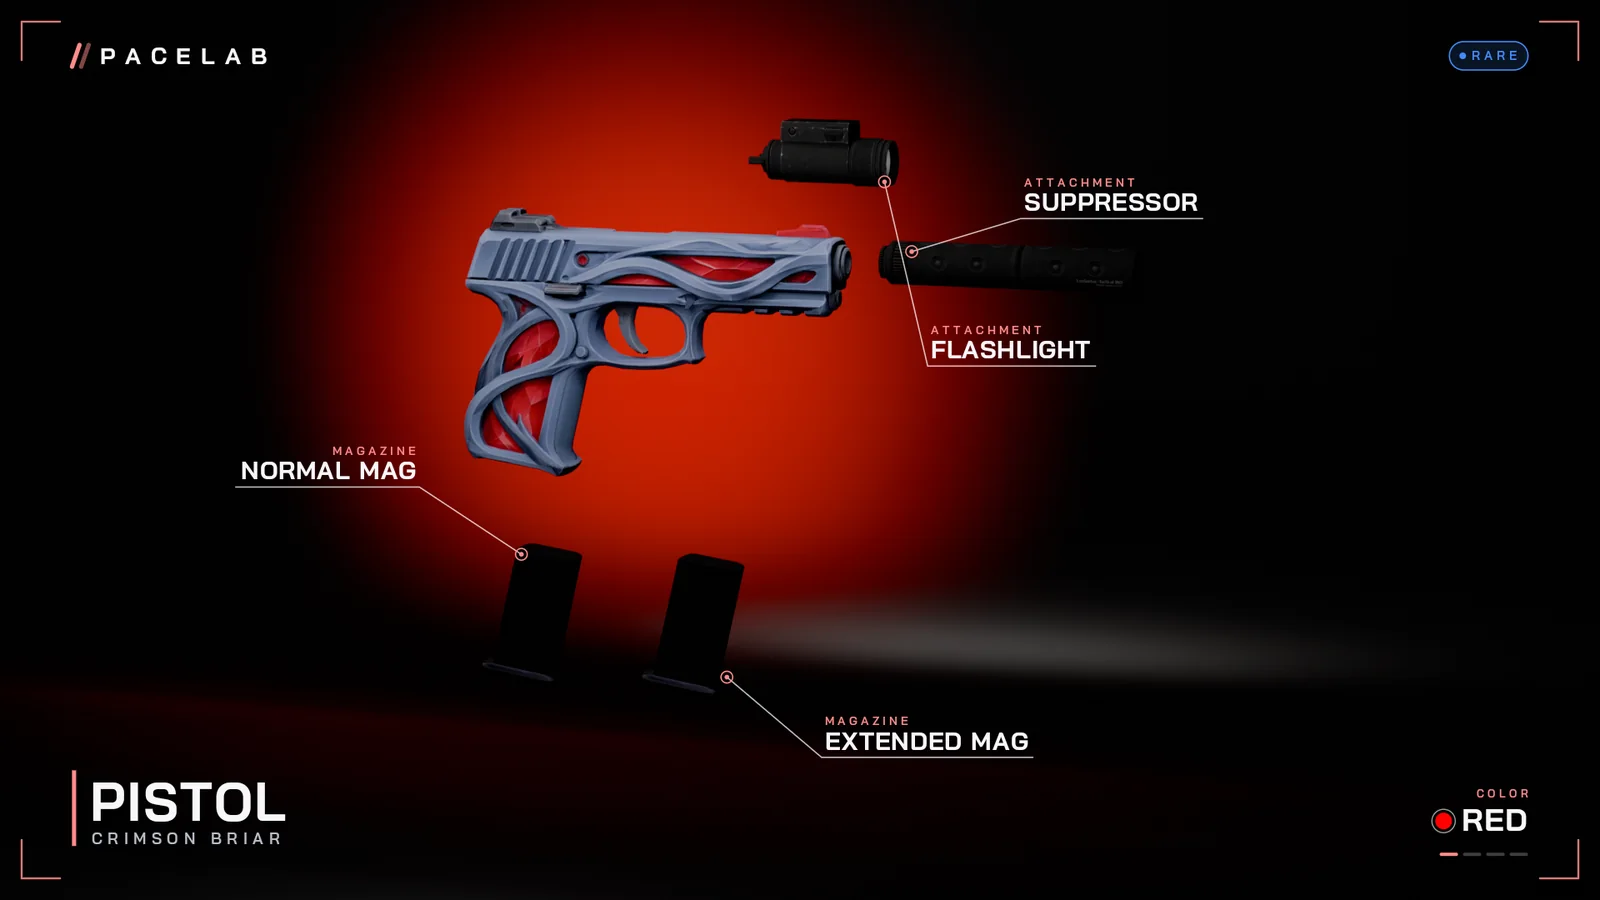 PACELAB
RARE
ATTACHMENT
SUPPRESSOR
ATTACHMENT
FLASHLIGHT
MAGAZINE
NORMAL MAG
MAGAZINE
EXTENDED MAG
PISTOL
CRIMSON BRIAR
COLOR
RED